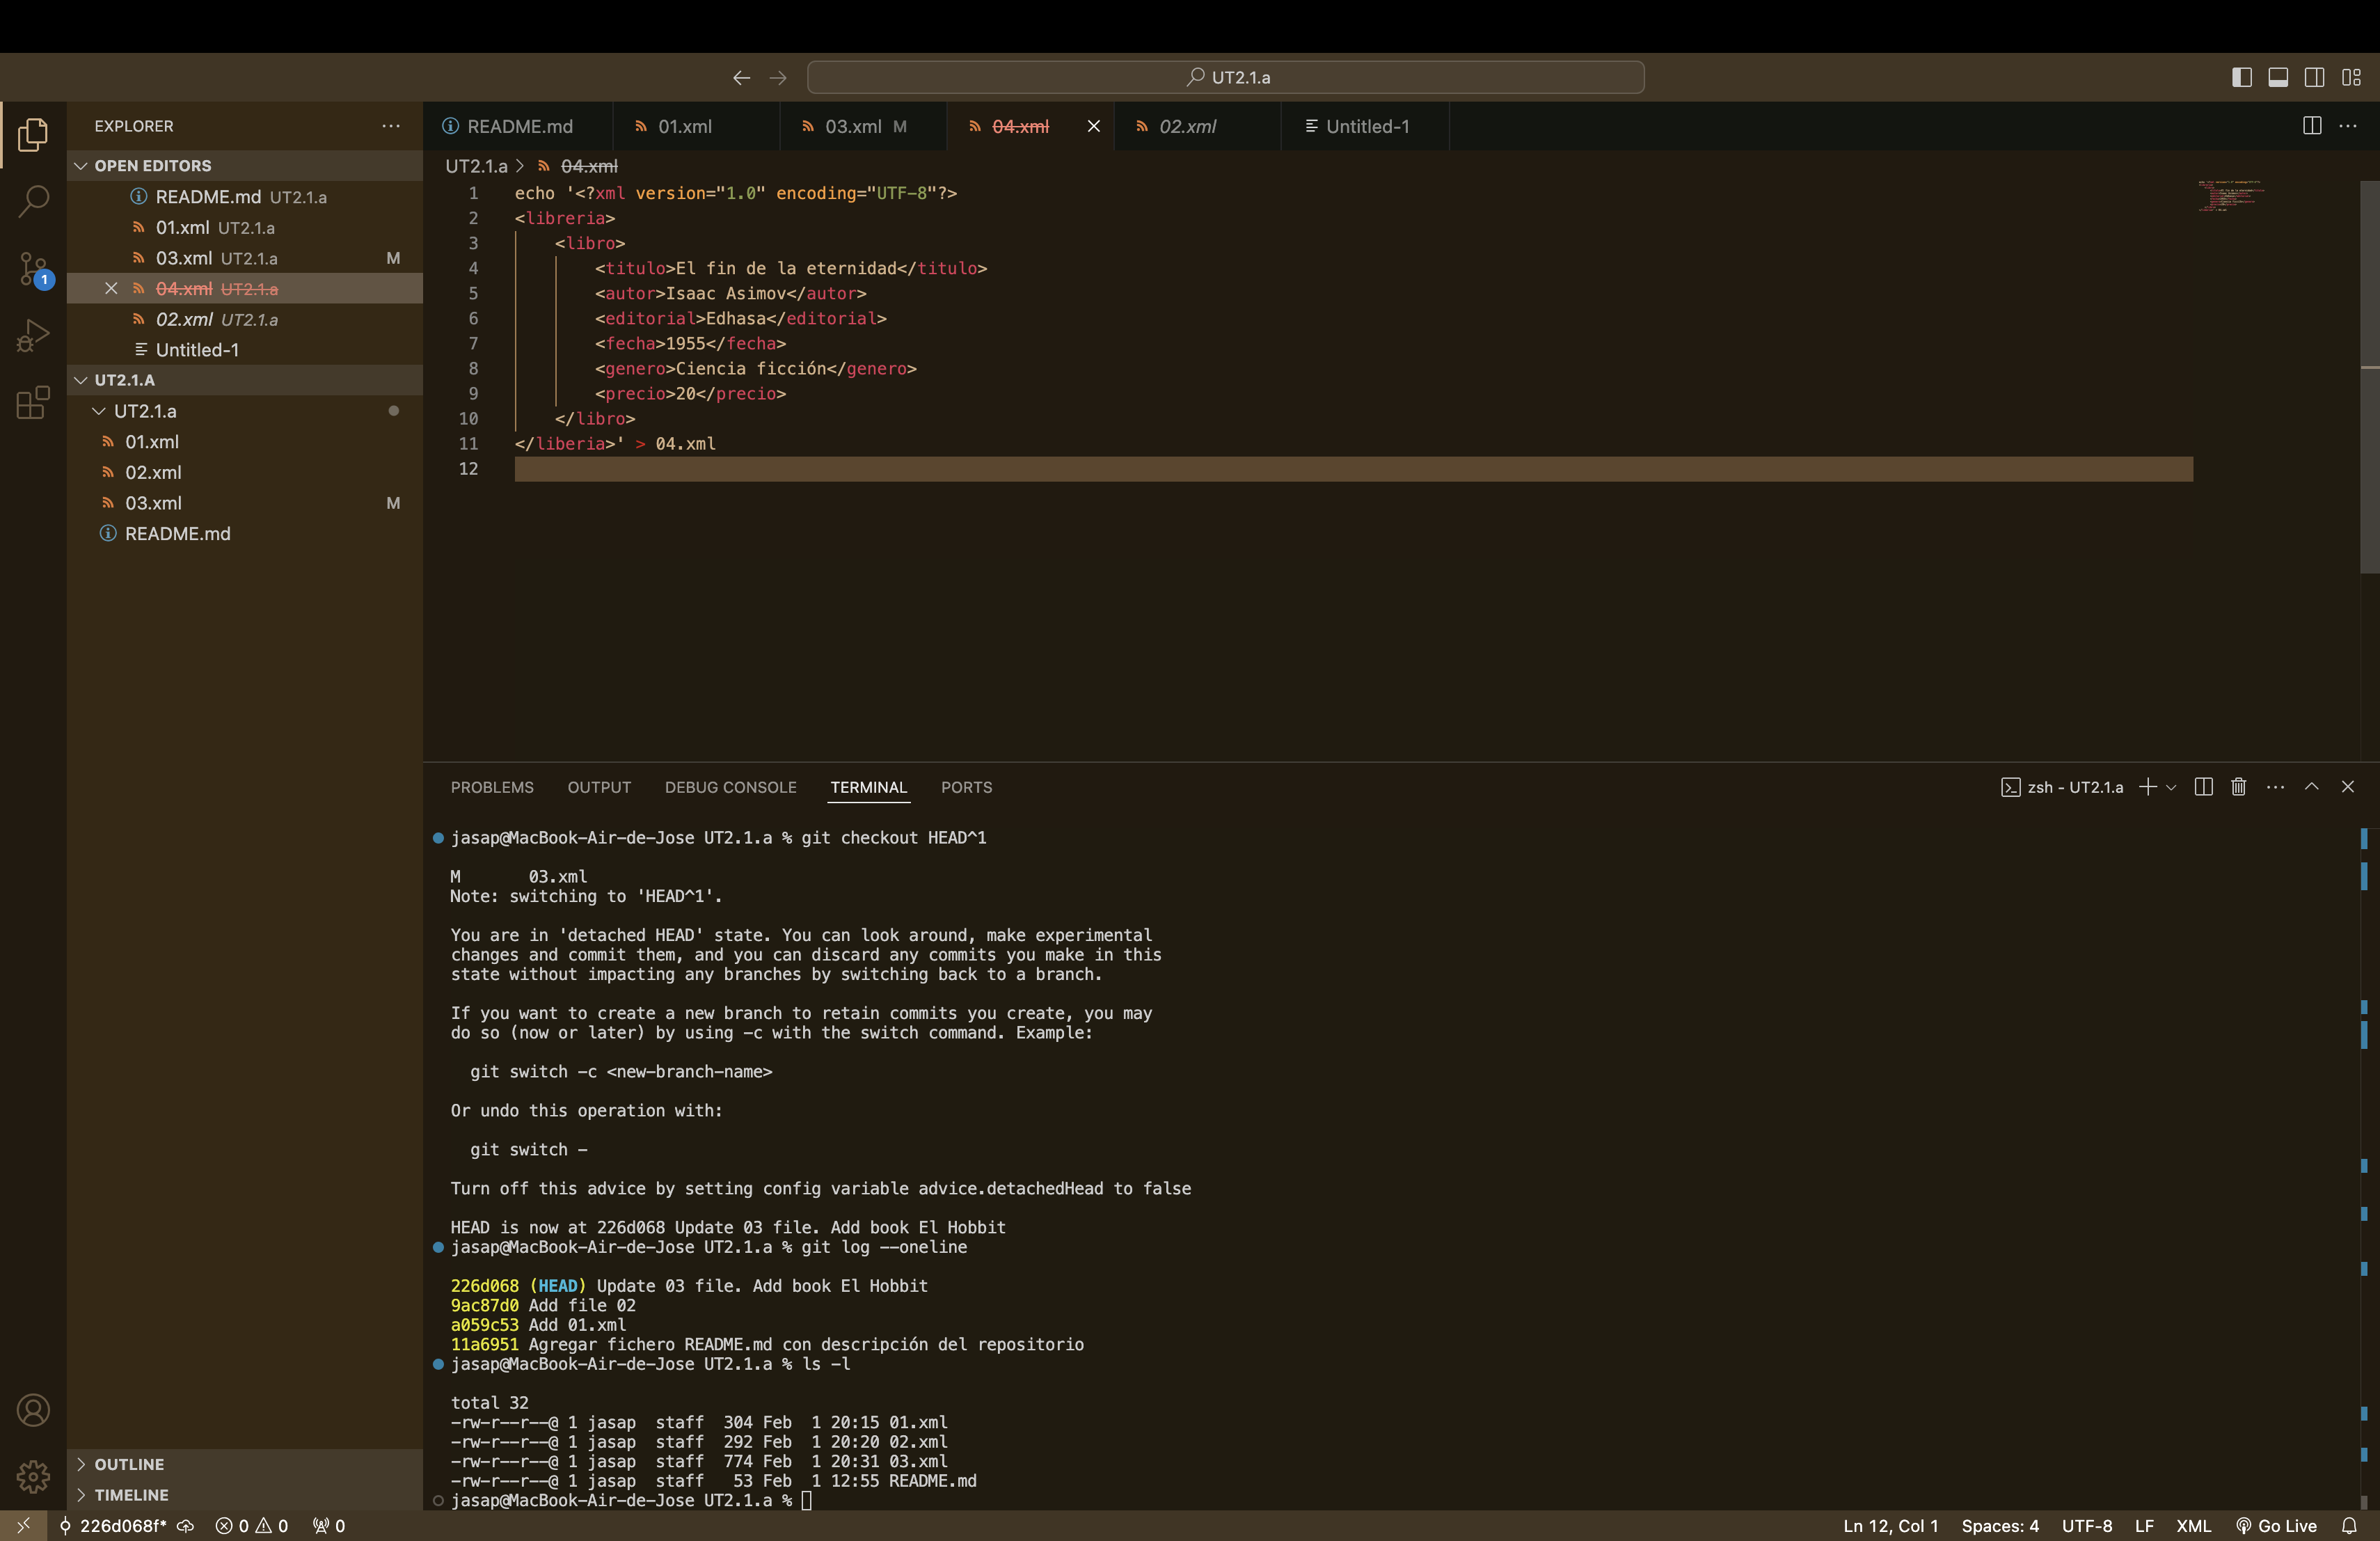 UT2.1.a
EXPLORER
OPEN EDITORS
README.md UT2.1.a
01.xml UT2.1.a
03.xml UT2.1.a M
04.xml UT2.1.a
02.xml UT2.1.a
Untitled-1
UT2.1.A
UT2.1.a
01.xml
02.xml
03.xml M
README.md
OUTLINE
TIMELINE
1
README.md 01.xml 03.xml M 04.xml 02.xml Untitled-1
UT2.1.a > 04.xml
1 echo '<?xml version="1.0" encoding="UTF-8"?>
2 <libreria>
3 <libro>
4 <titulo>El fin de la eternidad</titulo>
5 <autor>Isaac Asimov</autor>
6 <editorial>Edhasa</editorial>
7 <fecha>1955</fecha>
8 <genero>Ciencia ficción</genero>
9 <precio>20</precio>
10 </libro>
11 </liberia>' > 04.xml
12
PROBLEMS OUTPUT DEBUG CONSOLE TERMINAL PORTS
zsh - UT2.1.a
jasap@MacBook-Air-de-Jose UT2.1.a % git checkout HEAD^1
M 03.xml
Note: switching to 'HEAD^1'.
You are in 'detached HEAD' state. You can look around, make experimental
changes and commit them, and you can discard any commits you make in this
state without impacting any branches by switching back to a branch.
If you want to create a new branch to retain commits you create, you may
do so (now or later) by using -c with the switch command. Example:
git switch -c <new-branch-name>
Or undo this operation with:
git switch -
Turn off this advice by setting config variable advice.detachedHead to false
HEAD is now at 226d068 Update 03 file. Add book El Hobbit
jasap@MacBook-Air-de-Jose UT2.1.a % git log --oneline
226d068 (HEAD) Update 03 file. Add book El Hobbit
9ac87d0 Add file 02
a059c53 Add 01.xml
11a6951 Agregar fichero README.md con descripción del repositorio
jasap@MacBook-Air-de-Jose UT2.1.a % ls -l
total 32
-rw-r--r--@ 1 jasap staff 304 Feb 1 20:15 01.xml
-rw-r--r--@ 1 jasap staff 292 Feb 1 20:20 02.xml
-rw-r--r--@ 1 jasap staff 774 Feb 1 20:31 03.xml
-rw-r--r--@ 1 jasap staff 53 Feb 1 12:55 README.md
jasap@MacBook-Air-de-Jose UT2.1.a %
226d068f* 0 0 0 Ln 12, Col 1 Spaces: 4 UTF-8 LF XML Go Live